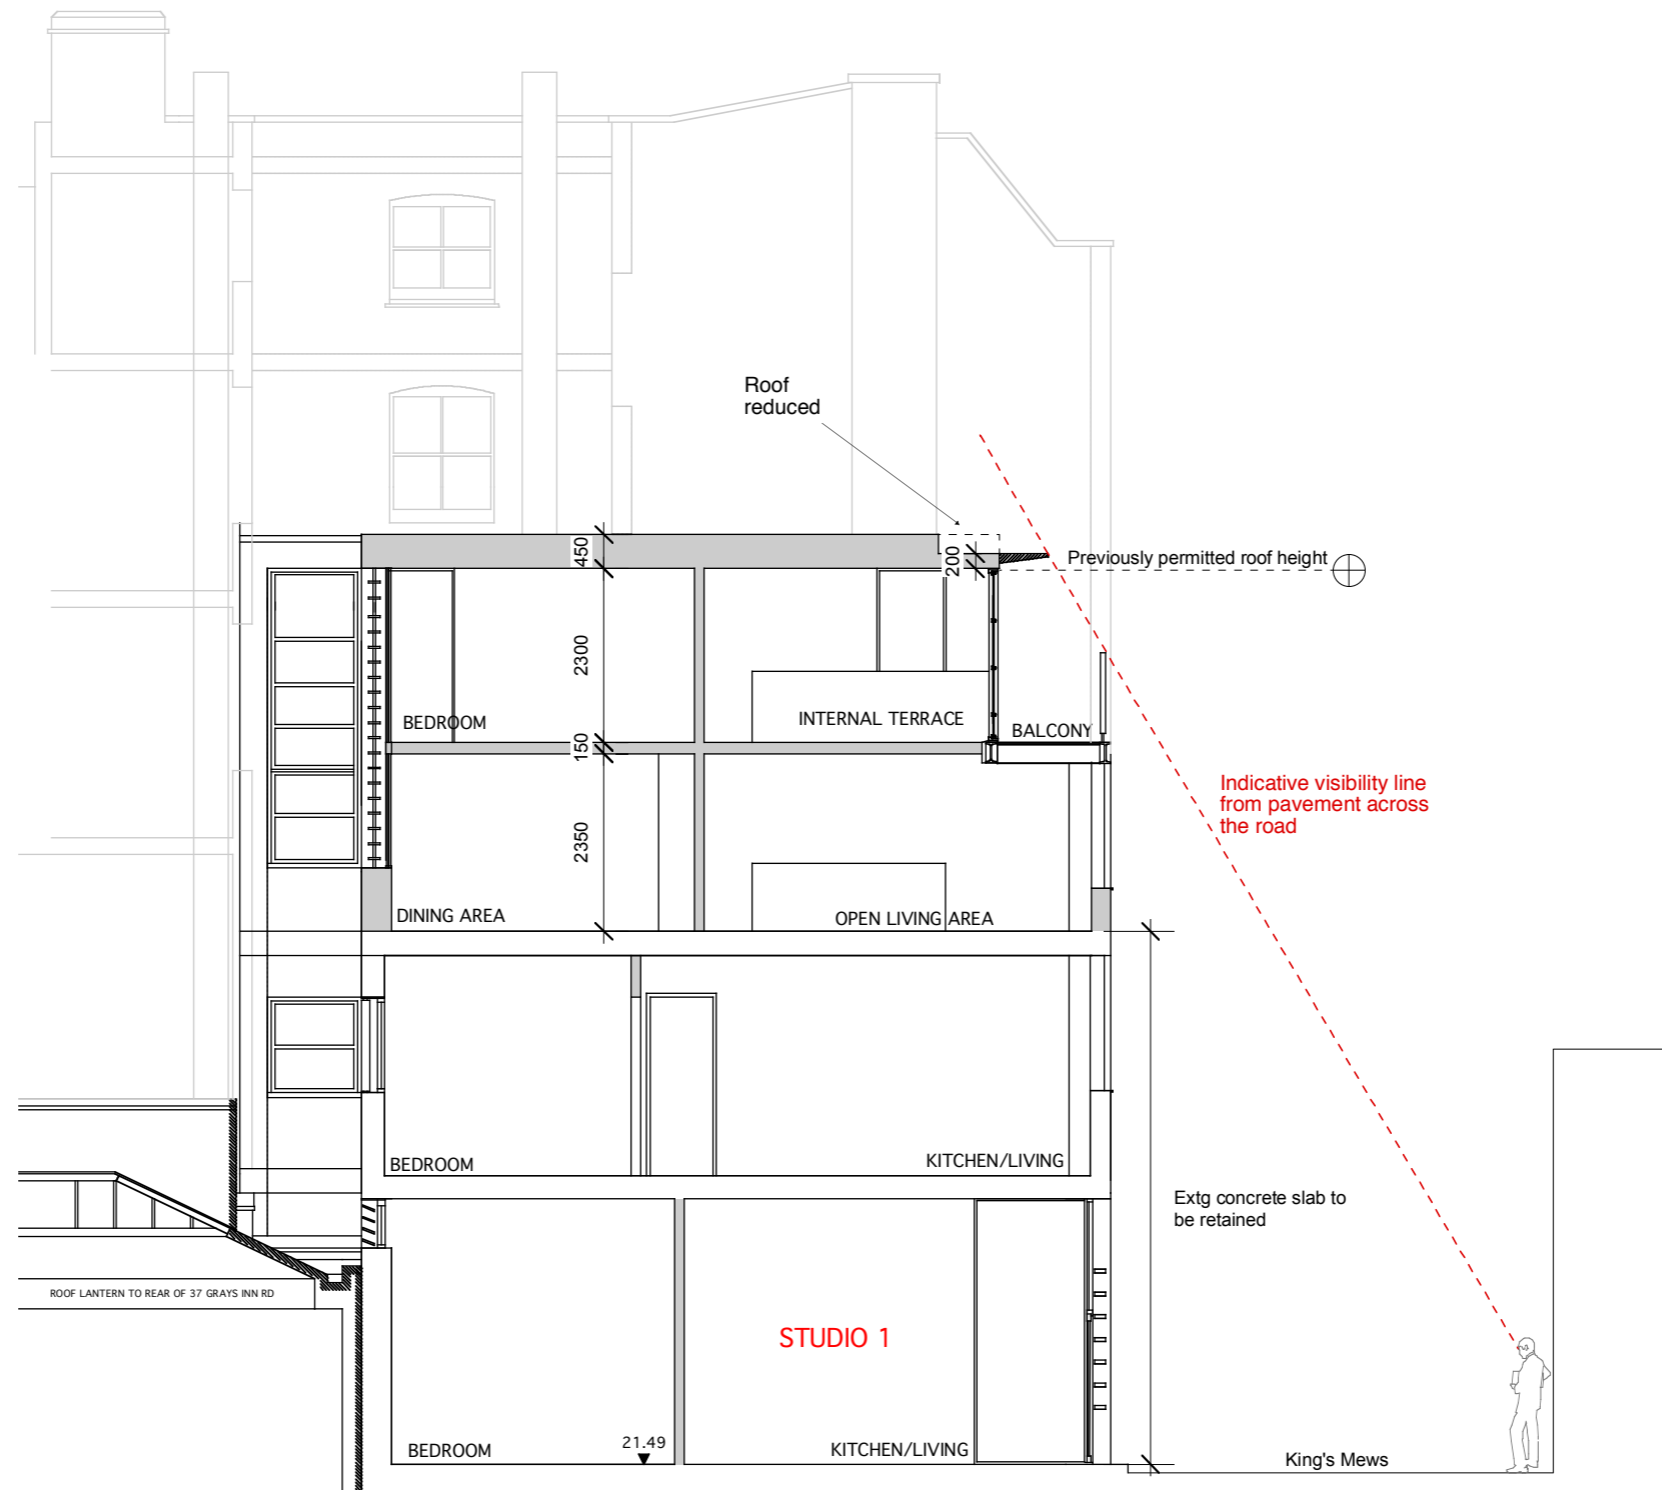 Roof
reduced
450
200
Previously permitted roof height
2300
BEDROOM
INTERNAL TERRACE
BALCONY
150
Indicative visibility line
from pavement across
the road
2350
DINING AREA
OPEN LIVING AREA
BEDROOM
KITCHEN/LIVING
Extg concrete slab to
be retained
ROOF LANTERN TO REAR OF 37 GRAYS INN RD
STUDIO 1
21.49
BEDROOM
KITCHEN/LIVING
King's Mews